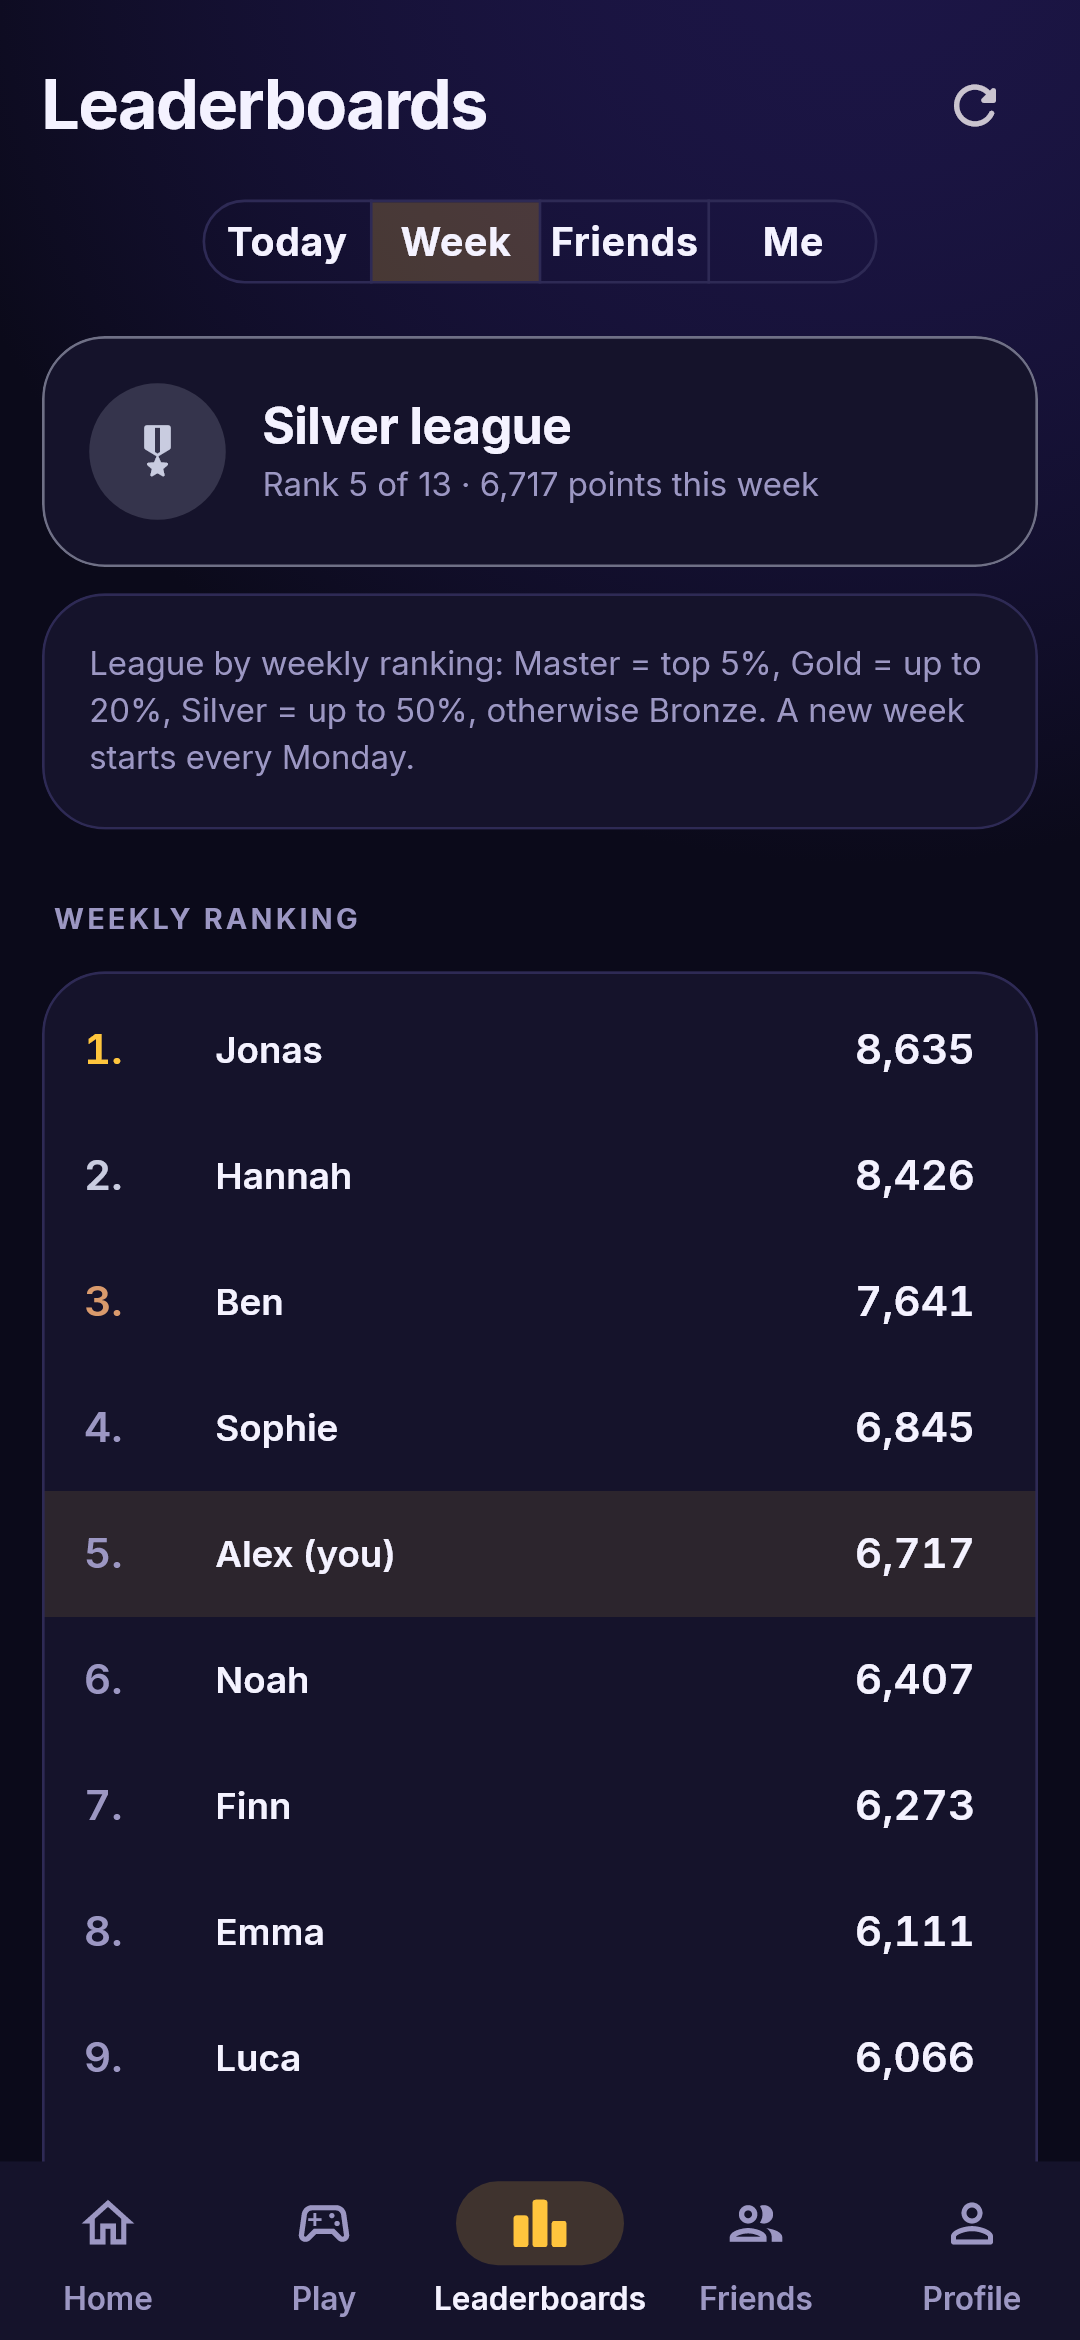 Leaderboards
Today Week Friends Me
Silver league
Rank 5 of 13 · 6,717 points this week
League by weekly ranking: Master = top 5%, Gold = up to
20%, Silver = up to 50%, otherwise Bronze. A new week
starts every Monday.
WEEKLY RANKING
1. Jonas 8,635
2. Hannah 8,426
3. Ben 7,641
4. Sophie 6,845
5. Alex (you) 6,717
6. Noah 6,407
7. Finn 6,273
8. Emma 6,111
9. Luca 6,066
Home Play Leaderboards Friends Profile